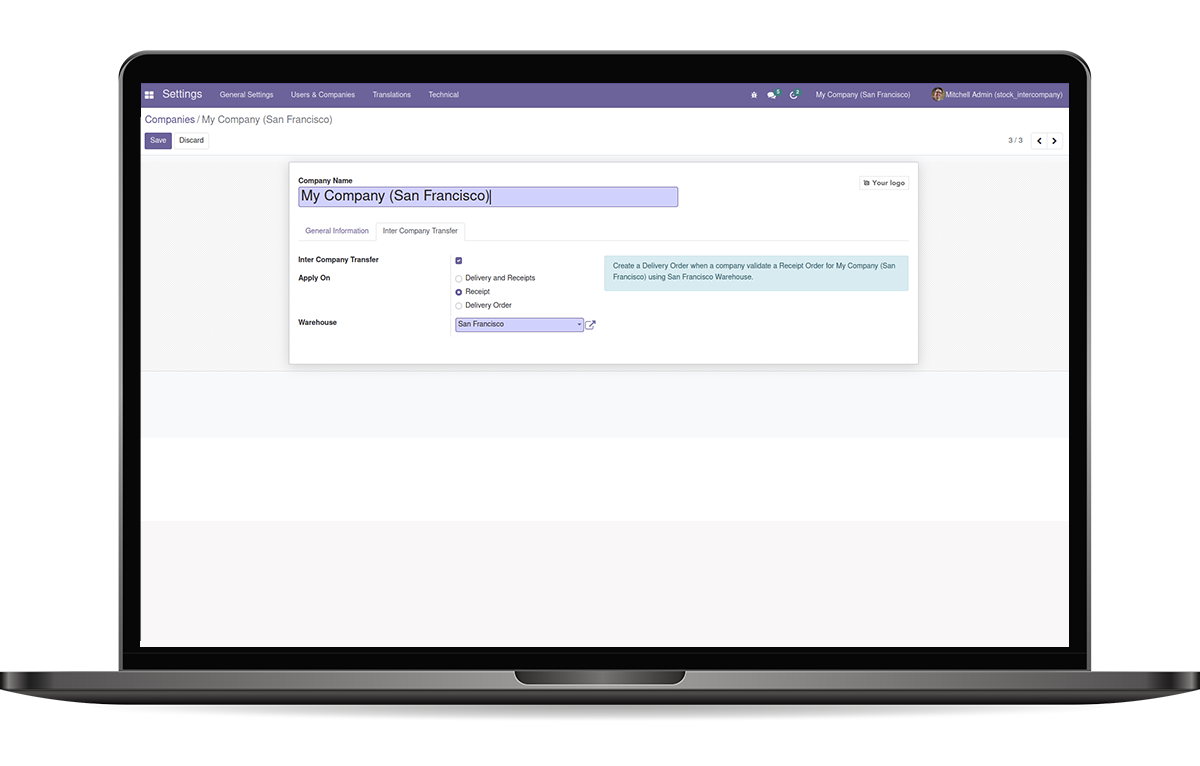 Settings General Settings Users & Companies Translations Technical 5 2 My Company (San Francisco) Mitchell Admin (stock_intercompany)
Companies / My Company (San Francisco)
Save Discard 3 / 3
Company Name
My Company (San Francisco)
Your logo
General Information Inter Company Transfer
Inter Company Transfer
Apply On
Delivery and Receipts
Receipt
Delivery Order
Warehouse
San Francisco
Create a Delivery Order when a company validate a Receipt Order for My Company (San
Francisco) using San Francisco Warehouse.